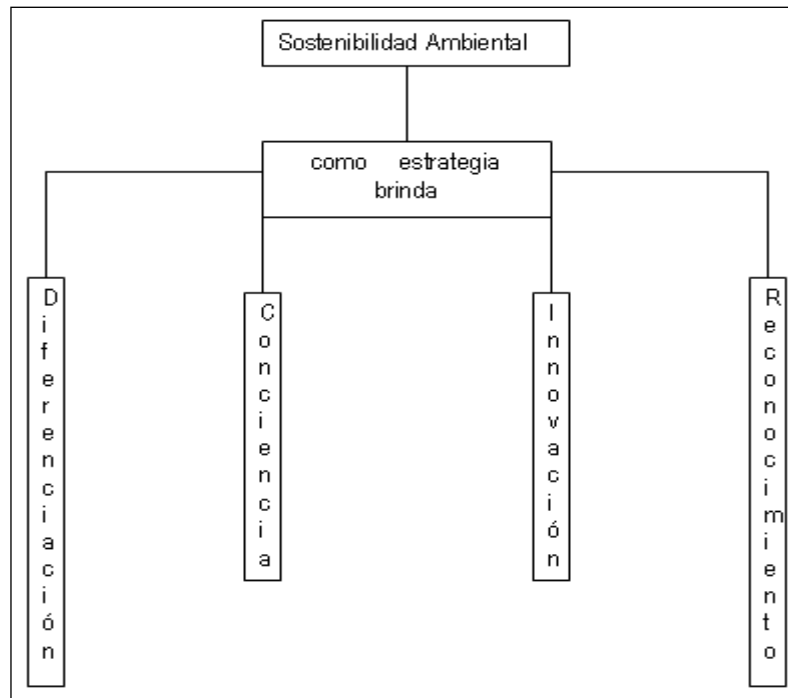 Sostenibilidad Ambiental
como estrategia
brinda
Diferenciación
Conciencia
Innovación
Reconocimiento